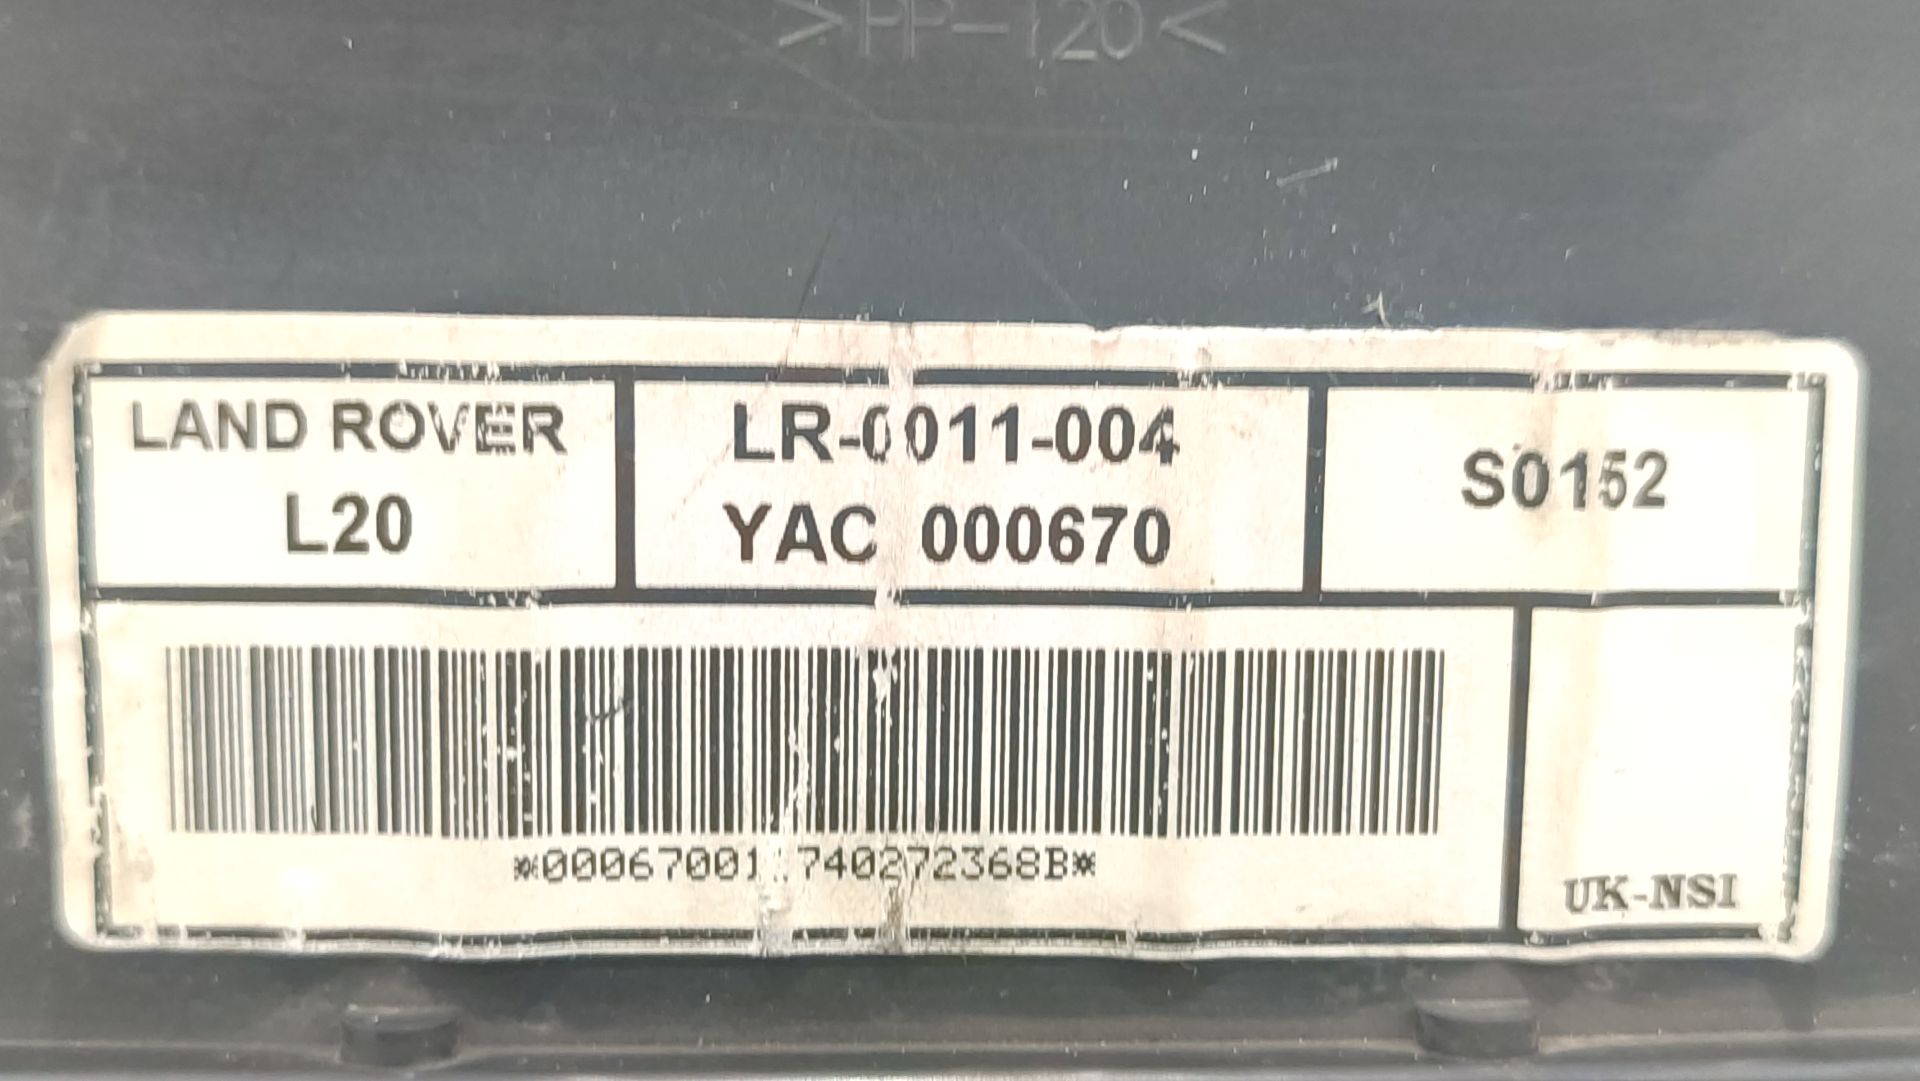 >PP-T20<
LAND ROVER
L20
LR-0011-004
YAC 000670
S0152
UK-NSI